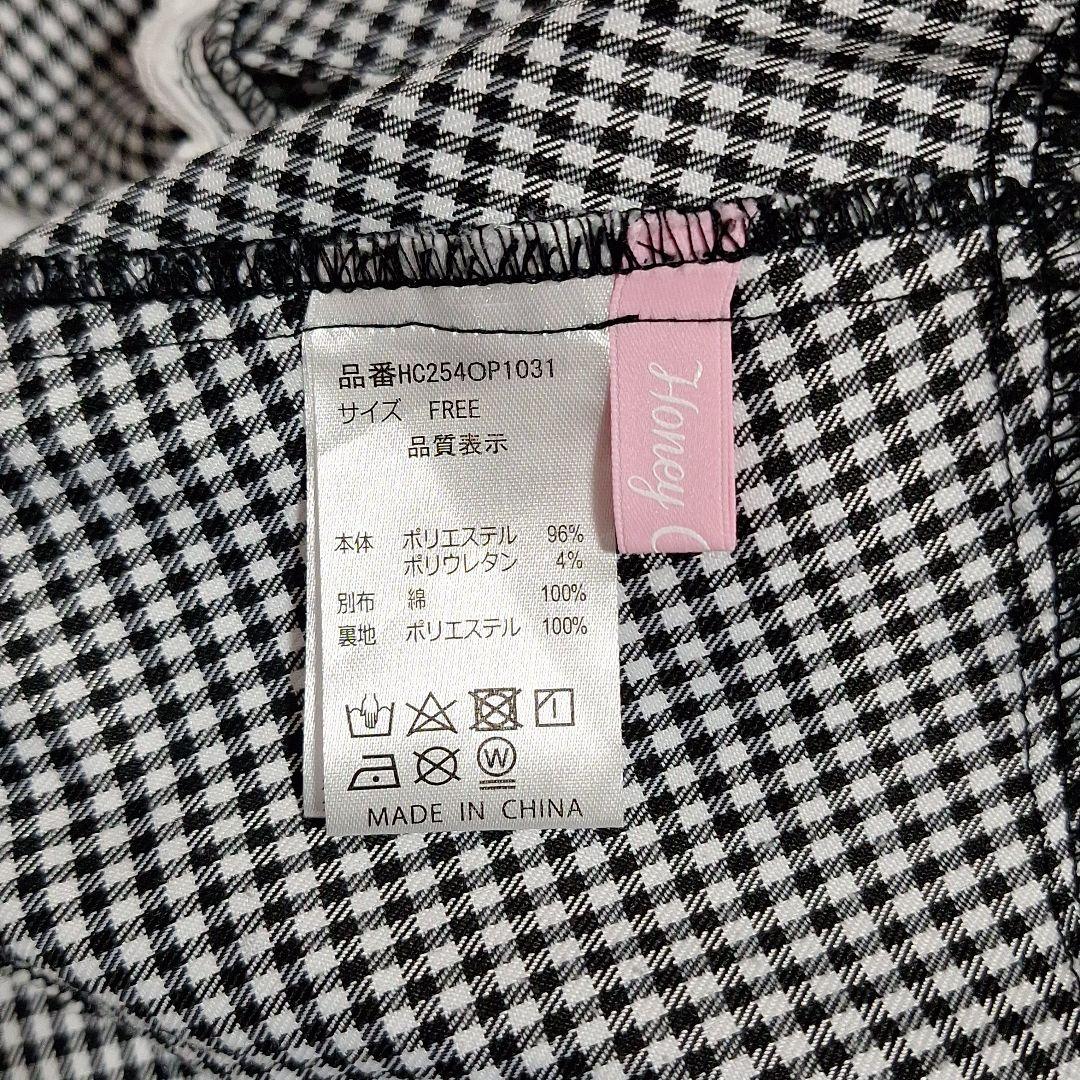 品番HC254OP1031
サイズ FREE
品質表示
本体 ポリエステル 96%
ポリウレタン 4%
別布 綿 100%
裏地 ポリエステル 100%
W
MADE IN CHINA
Honey